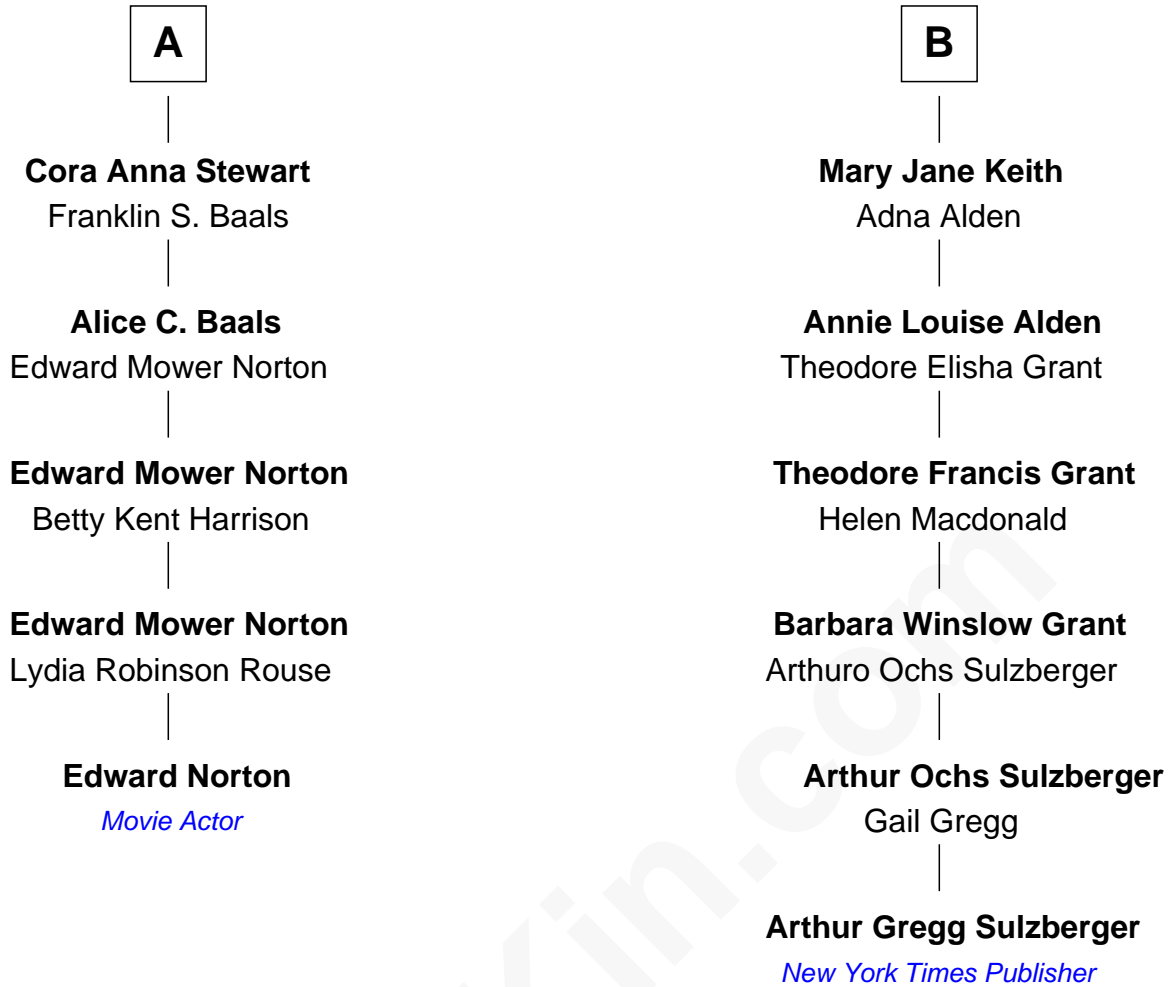 A
Cora Anna Stewart
Franklin S. Baals
Alice C. Baals
Edward Mower Norton
Edward Mower Norton
Betty Kent Harrison
Edward Mower Norton
Lydia Robinson Rouse
Edward Norton
Movie Actor
B
Mary Jane Keith
Adna Alden
Annie Louise Alden
Theodore Elisha Grant
Theodore Francis Grant
Helen Macdonald
Barbara Winslow Grant
Arthuro Ochs Sulzberger
Arthur Ochs Sulzberger
Gail Gregg
Arthur Gregg Sulzberger
New York Times Publisher
Kin.com